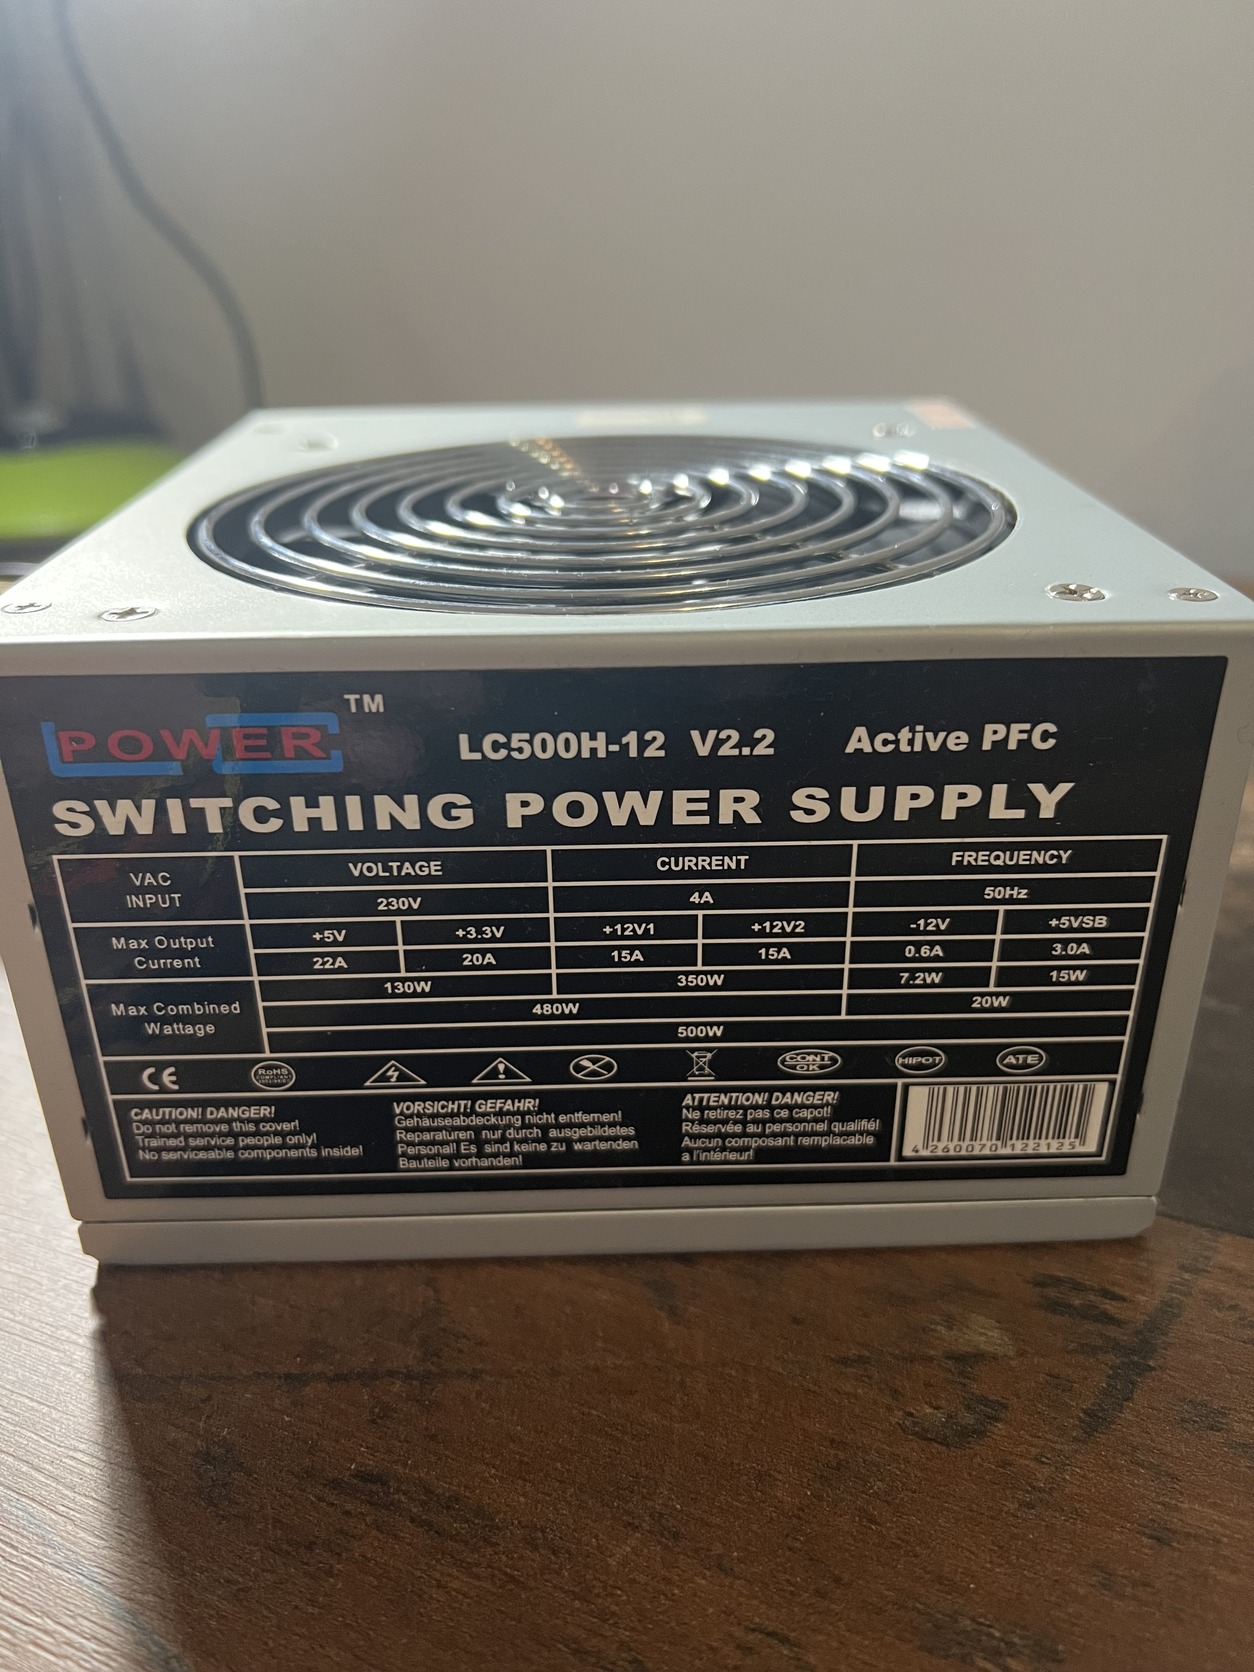 POWER TM
LC500H-12 V2.2 Active PFC
SWITCHING POWER SUPPLY
VAC INPUT
VOLTAGE CURRENT FREQUENCY
230V 4A 50Hz
Max Output Current
+5V +3.3V +12V1 +12V2 -12V +5VSB
22A 20A 15A 15A 0.6A 3.0A
Max Combined Wattage
130W 350W 7.2W 15W
480W 20W
500W
CE RoHS CONT OK HIPOT ATE
CAUTION! DANGER!
Do not remove this cover!
Trained service people only!
No serviceable components inside!
VORSICHT! GEFAHR!
Gehäuseabdeckung nicht entfernen!
Reparaturen nur durch ausgebildetes
Personal! Es sind keine zu wartenden
Bauteile vorhanden!
ATTENTION! DANGER!
Ne retirez pas ce capot!
Réservée au personnel qualifié!
Aucun composant remplacable
a l'intérieur!
4 260070 122125